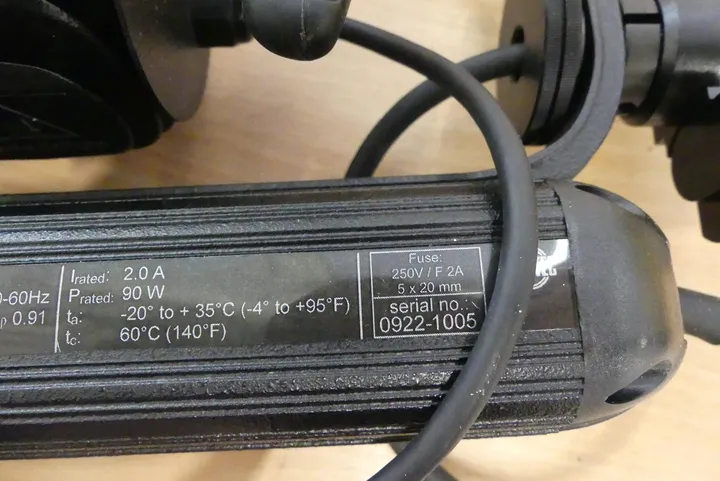 0-60Hz
0.91
Irated: 2.0 A
Prated: 90 W
ta: -20° to + 35°C (-4° to +95°F)
tc: 60°C (140°F)
Fuse:
250V / F 2A
5 x 20 mm
serial no.:
0922-1005